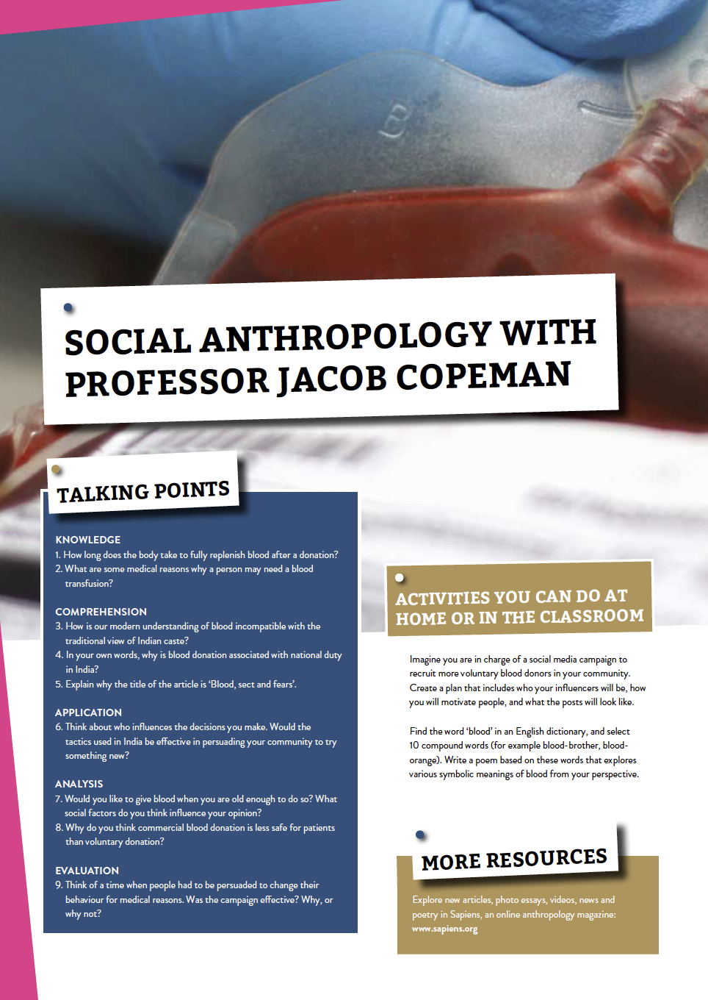 B
SOCIAL ANTHROPOLOGY WITH
PROFESSOR JACOB COPEMAN
TALKING POINTS
KNOWLEDGE
1. How long does the body take to fully replenish blood after a donation?
2. What are some medical reasons why a person may need a blood
transfusion?
COMPREHENSION
3. How is our modern understanding of blood incompatible with the
traditional view of Indian caste?
4. In your own words, why is blood donation associated with national duty
in India?
5. Explain why the title of the article is ‘Blood, sect and fears’.
APPLICATION
6. Think about who influences the decisions you make. Would the
tactics used in India be effective in persuading your community to try
something new?
ANALYSIS
7. Would you like to give blood when you are old enough to do so? What
social factors do you think influence your opinion?
8. Why do you think commercial blood donation is less safe for patients
than voluntary donation?
EVALUATION
9. Think of a time when people had to be persuaded to change their
behaviour for medical reasons. Was the campaign effective? Why, or
why not?
ACTIVITIES YOU CAN DO AT
HOME OR IN THE CLASSROOM
Imagine you are in charge of a social media campaign to
recruit more voluntary blood donors in your community.
Create a plan that includes who your influencers will be, how
you will motivate people, and what the posts will look like.
Find the word ‘blood’ in an English dictionary, and select
10 compound words (for example blood-brother, blood-
orange). Write a poem based on these words that explores
various symbolic meanings of blood from your perspective.
MORE RESOURCES
Explore new articles, photo essays, videos, news and
poetry in Sapiens, an online anthropology magazine:
www.sapiens.org